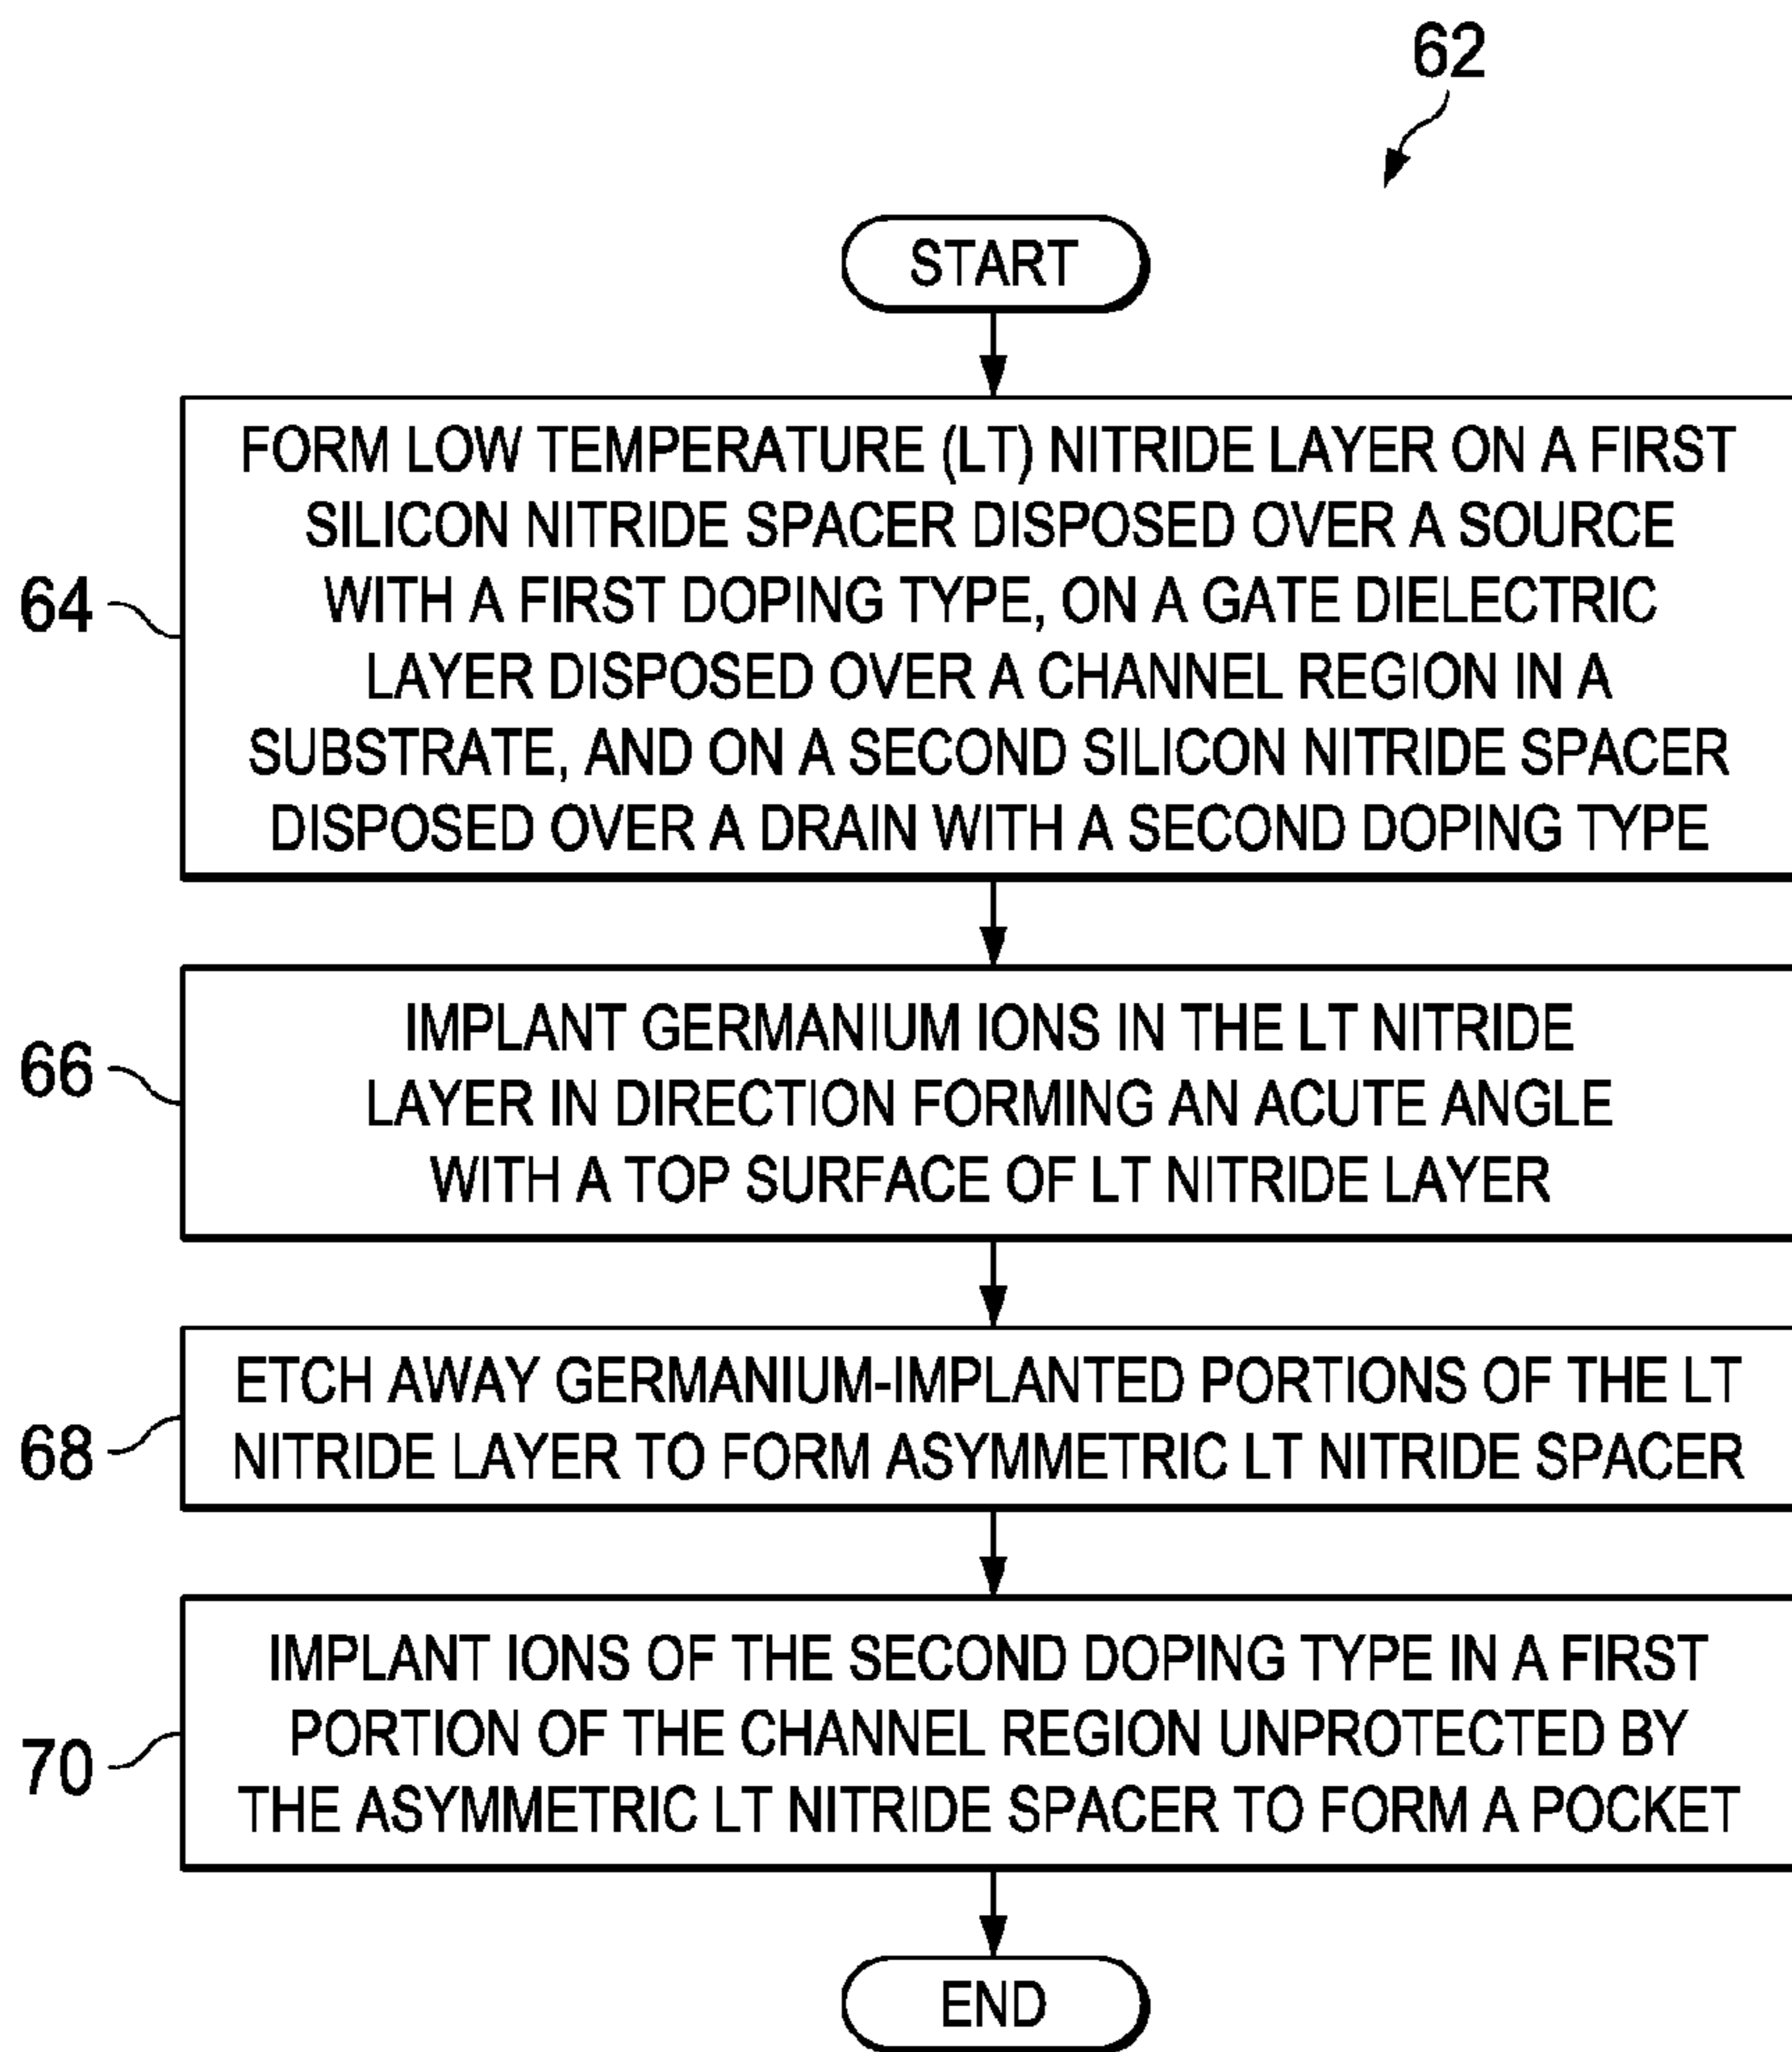 62
START
64
FORM LOW TEMPERATURE (LT) NITRIDE LAYER ON A FIRST
SILICON NITRIDE SPACER DISPOSED OVER A SOURCE
WITH A FIRST DOPING TYPE, ON A GATE DIELECTRIC
LAYER DISPOSED OVER A CHANNEL REGION IN A
SUBSTRATE, AND ON A SECOND SILICON NITRIDE SPACER
DISPOSED OVER A DRAIN WITH A SECOND DOPING TYPE
66
IMPLANT GERMANIUM IONS IN THE LT NITRIDE
LAYER IN DIRECTION FORMING AN ACUTE ANGLE
WITH A TOP SURFACE OF LT NITRIDE LAYER
68
ETCH AWAY GERMANIUM-IMPLANTED PORTIONS OF THE LT
NITRIDE LAYER TO FORM ASYMMETRIC LT NITRIDE SPACER
70
IMPLANT IONS OF THE SECOND DOPING TYPE IN A FIRST
PORTION OF THE CHANNEL REGION UNPROTECTED BY
THE ASYMMETRIC LT NITRIDE SPACER TO FORM A POCKET
END